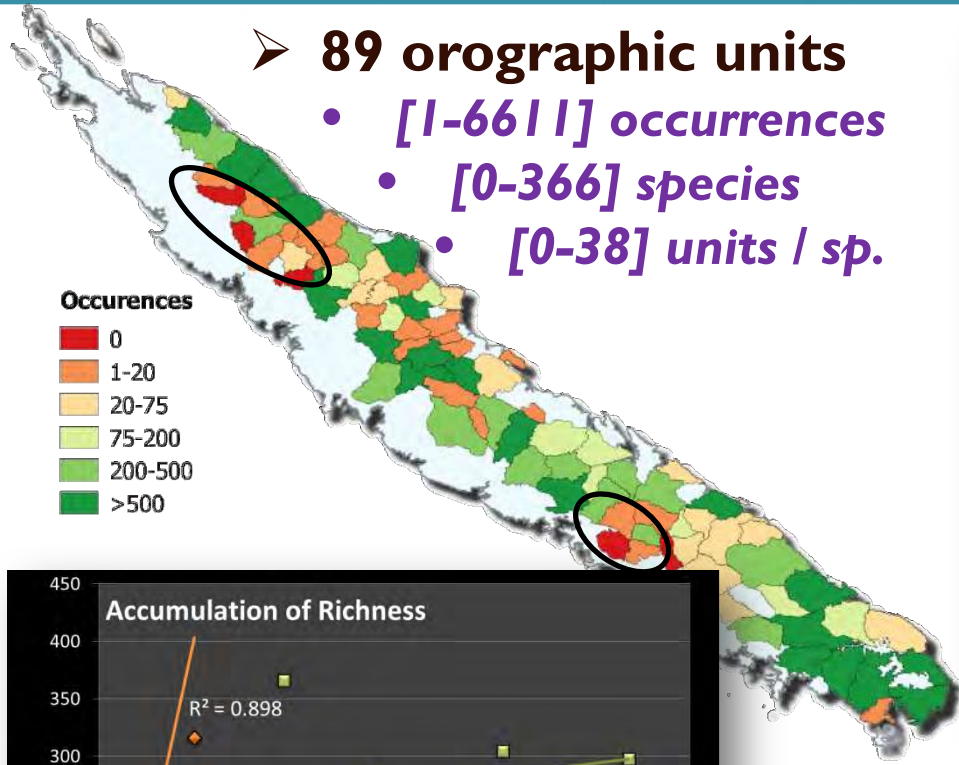 ➤ 89 orographic units
• [1-6611] occurrences
• [0-366] species
• [0-38] units / sp.
Occurences
0
1-20
20-75
75-200
200-500
>500
450
Accumulation of Richness
400
350
R² = 0.898
300